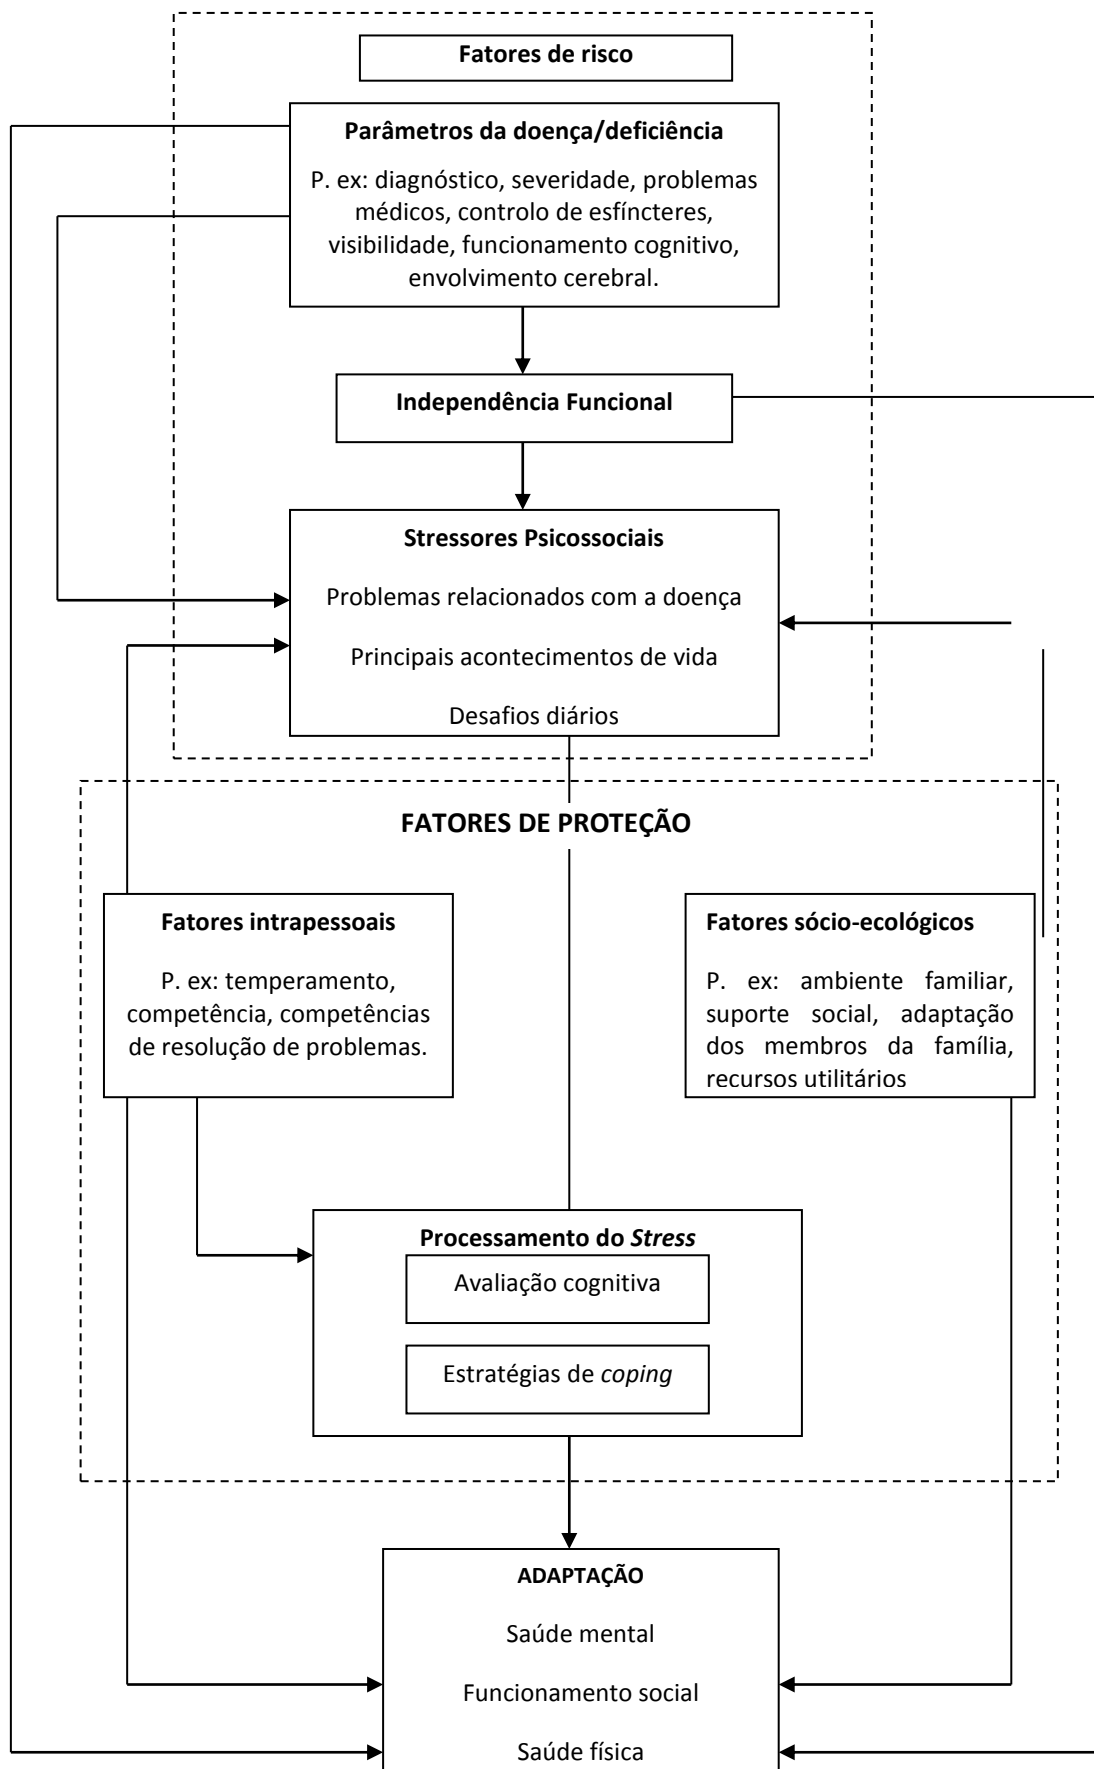 Fatores de risco
Parâmetros da doença/deficiência
P. ex: diagnóstico, severidade, problemas
médicos, controlo de esfíncteres,
visibilidade, funcionamento cognitivo,
envolvimento cerebral.
Independência Funcional
Stressores Psicossociais
Problemas relacionados com a doença
Principais acontecimentos de vida
Desafios diários
FATORES DE PROTEÇÃO
Fatores intrapessoais
P. ex: temperamento,
competência, competências
de resolução de problemas.
Fatores sócio-ecológicos
P. ex: ambiente familiar,
suporte social, adaptação
dos membros da família,
recursos utilitários
Processamento do Stress
Avaliação cognitiva
Estratégias de coping
ADAPTAÇÃO
Saúde mental
Funcionamento social
Saúde física